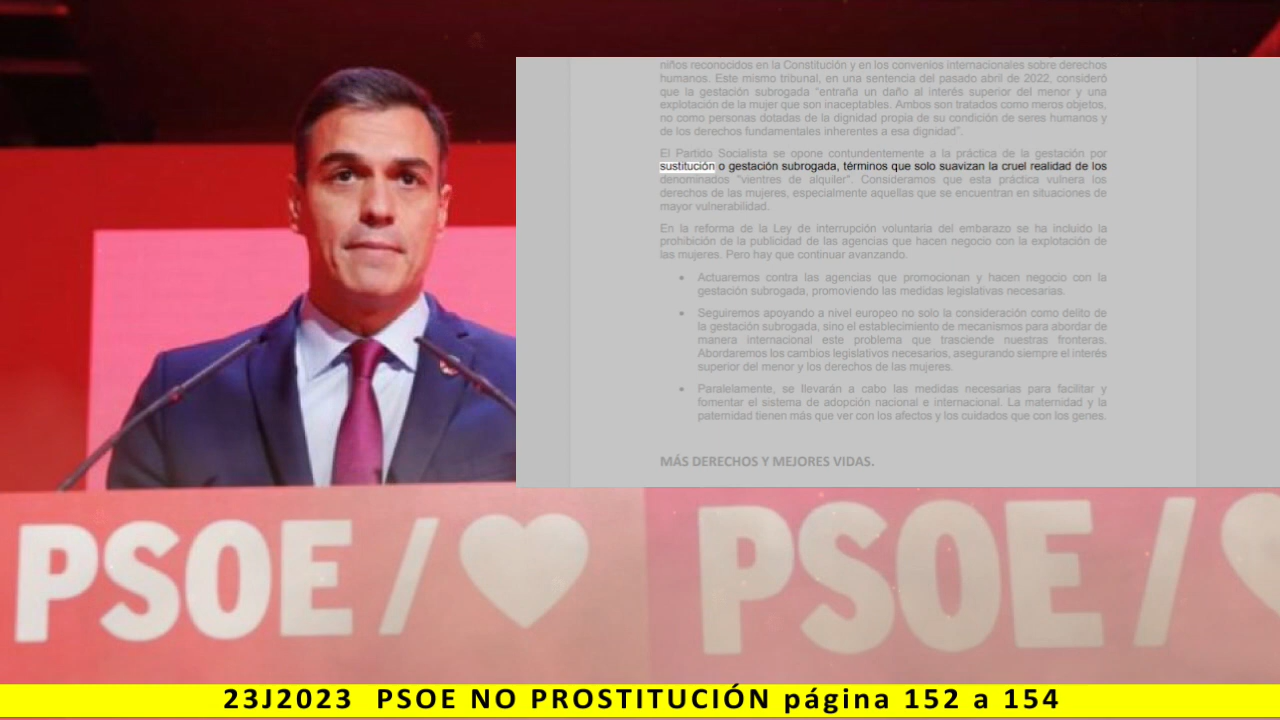 niños reconocidos en la Constitución y en los convenios internacionales sobre derechos
humanos. Este mismo tribunal, en una sentencia del pasado abril de 2022, consideró
que la gestación subrogada "entraña un daño al interés superior del menor y una
explotación de la mujer que son inaceptables. Ambos son tratados como meros objetos,
no como personas dotadas de la dignidad propia de su condición de seres humanos y
de los derechos fundamentales inherentes a esa dignidad".
El Partido Socialista se opone contundentemente a la práctica de la gestación por
sustitución o gestación subrogada, términos que solo suavizan la cruel realidad de los
denominados "vientres de alquiler". Consideramos que esta práctica vulnera los
derechos de las mujeres, especialmente aquellas que se encuentran en situaciones de
mayor vulnerabilidad.
En la reforma de la Ley de interrupción voluntaria del embarazo se ha incluido la
prohibición de la publicidad de las agencias que hacen negocio con la explotación de
las mujeres. Pero hay que continuar avanzando.
• Actuaremos contra las agencias que promocionan y hacen negocio con la
gestación subrogada, promoviendo las medidas legislativas necesarias.
• Seguiremos apoyando a nivel europeo no solo la consideración como delito de
la gestación subrogada, sino el establecimiento de mecanismos para abordar de
manera internacional este problema que trasciende nuestras fronteras.
Abordaremos los cambios legislativos necesarios, asegurando siempre el interés
superior del menor y los derechos de las mujeres.
• Paralelamente, se llevarán a cabo las medidas necesarias para facilitar y
fomentar el sistema de adopción nacional e internacional. La maternidad y la
paternidad tienen más que ver con los afectos y los cuidados que con los genes.
MÁS DERECHOS Y MEJORES VIDAS.
PSOE/
PSOE/
23J2023 PSOE NO PROSTITUCIÓN página 152 a 154